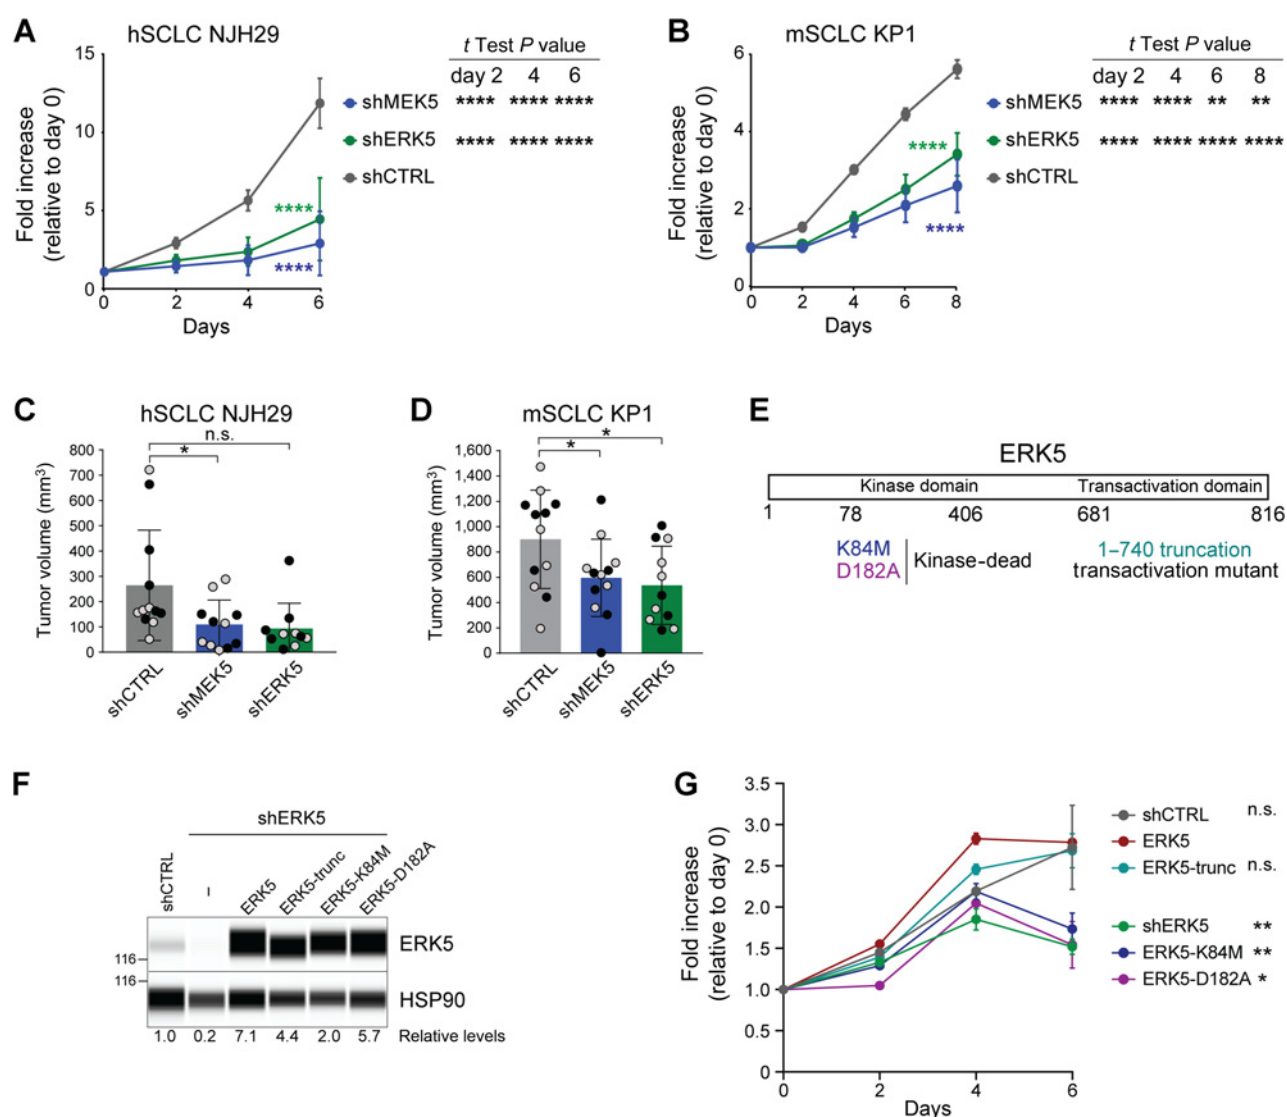 A
hSCLC NJH29
Fold increase
(relative to day 0)
15
10
5
0
0
2
4
6
Days
****
****
t Test P value
day 2 4 6
shMEK5 **** **** ****
shERK5 **** **** ****
shCTRL
B
mSCLC KP1
Fold increase
(relative to day 0)
6
4
2
0
0
2
4
6
8
Days
****
****
t Test P value
day 2 4 6 8
shMEK5 **** **** ** **
shERK5 **** **** **** ****
shCTRL
C
hSCLC NJH29
n.s.
*
Tumor volume (mm³)
800
700
600
500
400
300
200
100
0
shCTRL
shMEK5
shERK5
D
mSCLC KP1
*
*
Tumor volume (mm³)
1,600
1,400
1,200
1,000
800
600
400
200
0
shCTRL
shMEK5
shERK5
E
ERK5
Kinase domain Transactivation domain
1 78 406 681 816
K84M
D182A
Kinase-dead
1–740 truncation
transactivation mutant
F
shERK5
shCTRL
–
ERK5
ERK5-trunc
ERK5-K84M
ERK5-D182A
116
116
ERK5
HSP90
1.0 0.2 7.1 4.4 2.0 5.7 Relative levels
G
Fold increase
(relative to day 0)
3.5
3.0
2.5
2.0
1.5
1.0
0.5
0
0
2
4
6
Days
shCTRL n.s.
ERK5
ERK5-trunc n.s.
shERK5 **
ERK5-K84M **
ERK5-D182A *